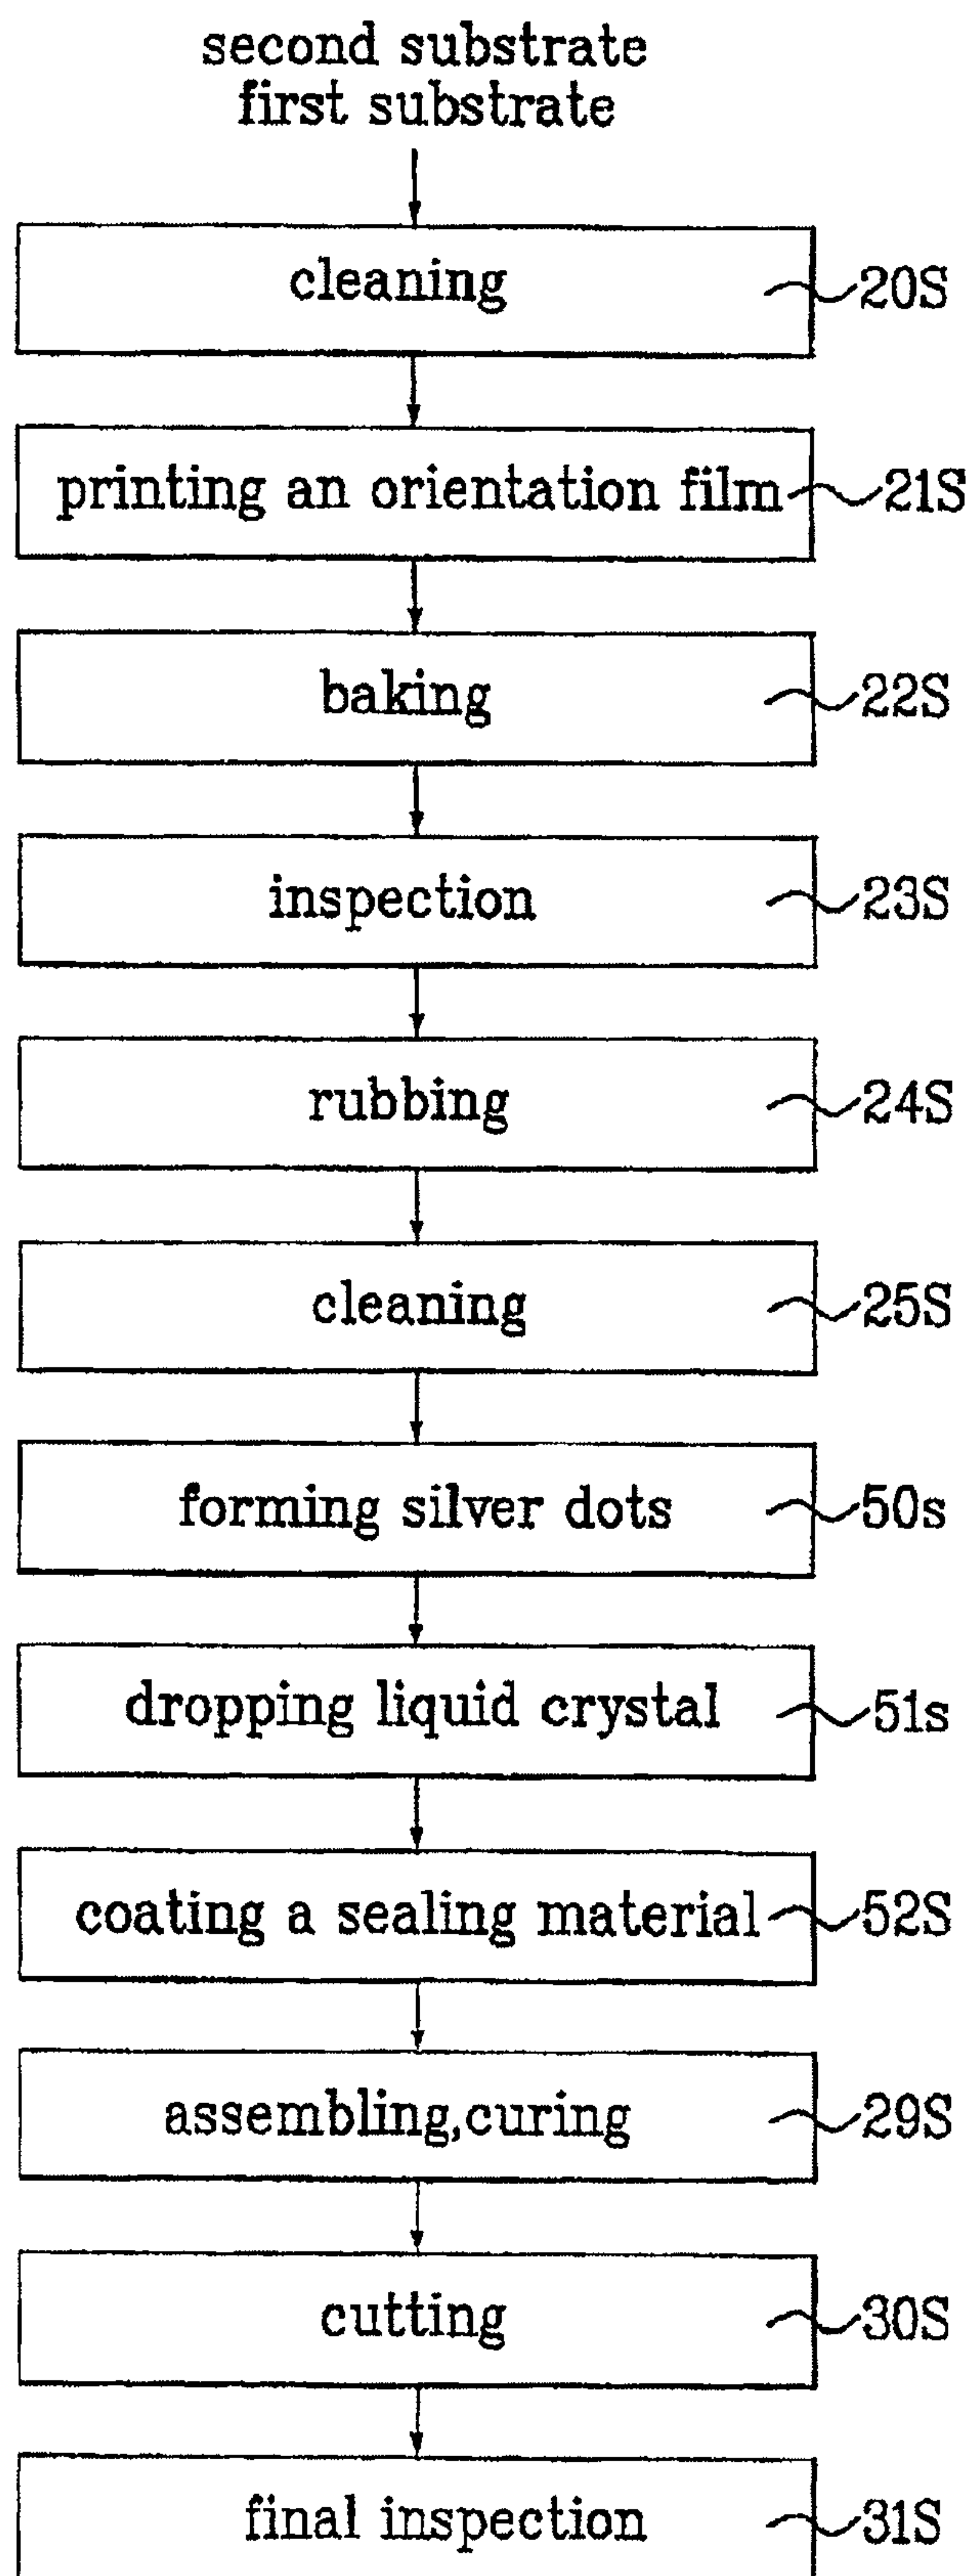 second substrate
first substrate
cleaning 20S
printing an orientation film 21S
baking 22S
inspection 23S
rubbing 24S
cleaning 25S
forming silver dots 50s
dropping liquid crystal 51s
coating a sealing material 52S
assembling,curing 29S
cutting 30S
final inspection 31S